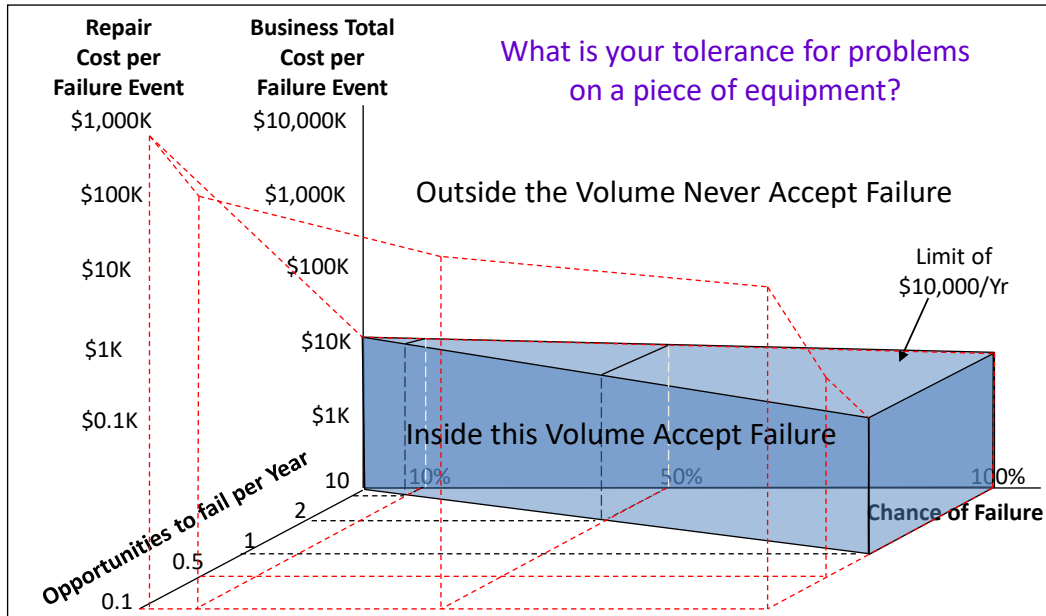 Repair
Cost per
Failure Event
Business Total
Cost per
Failure Event
What is your tolerance for problems
on a piece of equipment?
$1,000K
$10,000K
$100K
$1,000K
Outside the Volume Never Accept Failure
$10K
$100K
Limit of
$10,000/Yr
$1K
$10K
$0.1K
$1K
Inside this Volume Accept Failure
10
10%
50%
100%
Chance of Failure
Opportunities to fail per Year
2
1
0.5
0.1